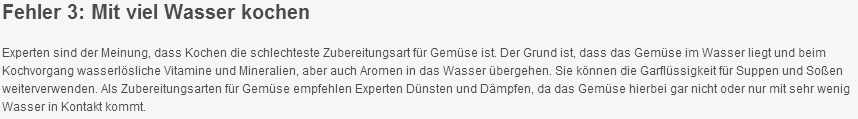 Fehler 3: Mit viel Wasser kochen
Experten sind der Meinung, dass Kochen die schlechteste Zubereitungsart für Gemüse ist. Der Grund ist, dass das Gemüse im Wasser liegt und beim
Kochvorgang wasserlösliche Vitamine und Mineralien, aber auch Aromen in das Wasser übergehen. Sie können die Garflüssigkeit für Suppen und Soßen
weiterverwenden. Als Zubereitungsarten für Gemüse empfehlen Experten Dünsten und Dämpfen, da das Gemüse hierbei gar nicht oder nur mit sehr wenig
Wasser in Kontakt kommt.